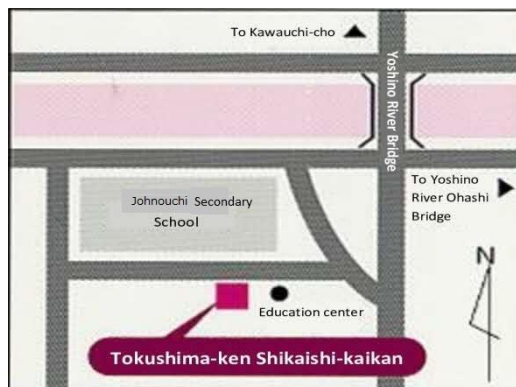 To Kawauchi-cho
Yoshino River Bridge
To Yoshino
River Ohashi
Bridge
Johnouchi Secondary
School
N
Education center
Tokushima-ken Shikaishi-kaikan